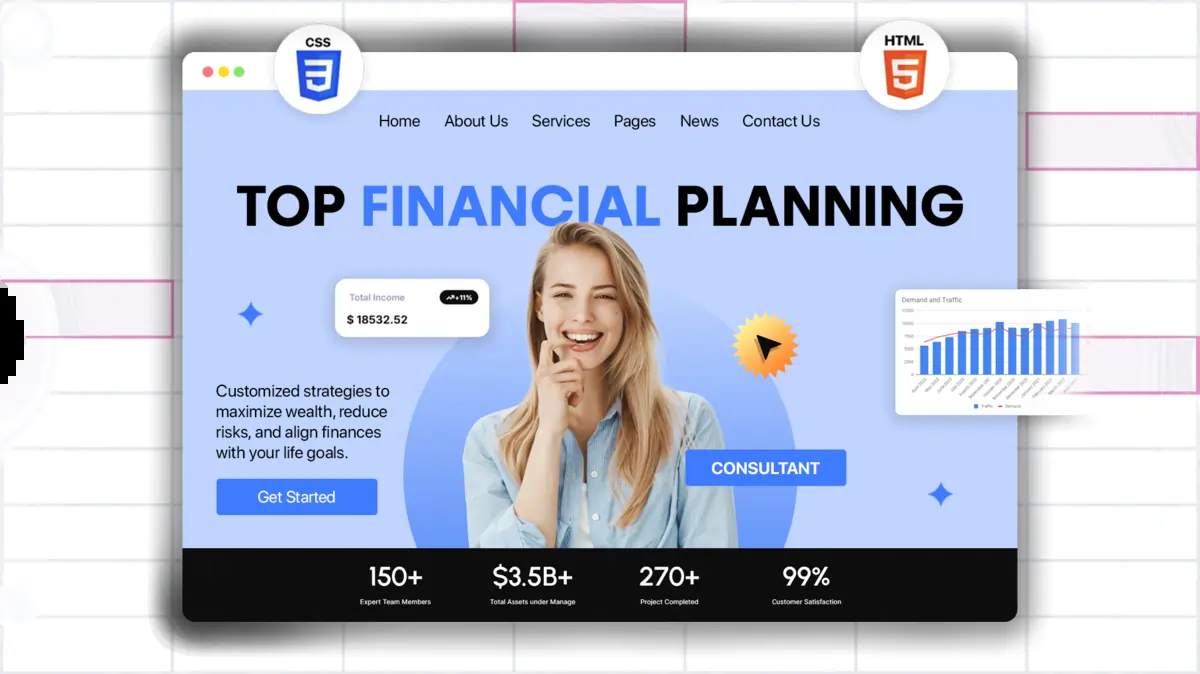 CSS
HTML
Home About Us Services Pages News Contact Us
TOP FINANCIAL PLANNING
Total Income
+11%
$ 18532.52
Demand and Traffic
Customized strategies to
maximize wealth, reduce
risks, and align finances
with your life goals.
Get Started
CONSULTANT
Traffic Demand
150+ $3.5B+ 270+ 99%
Expert Team Members Total Assets under Manage Project Completed Customer Satisfaction